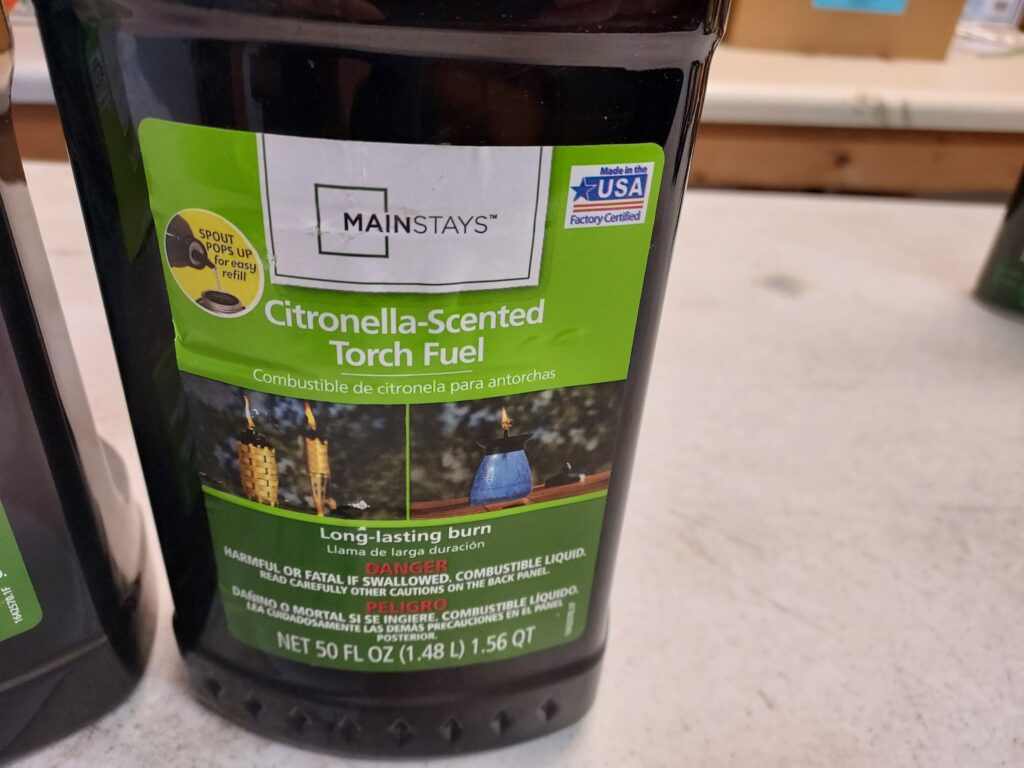 MAINSTAYS™
Made in the
USA
Factory Certified
SPOUT
POPS UP
for easy
refill
Citronella-Scented
Torch Fuel
Combustible de citronela para antorchas
Long-lasting burn
Llama de larga duración
DANGER
HARMFUL OR FATAL IF SWALLOWED. COMBUSTIBLE LIQUID.
READ CAREFULLY OTHER CAUTIONS ON THE BACK PANEL.
PELIGRO
DAÑINO O MORTAL SI SE INGIERE. COMBUSTIBLE LÍQUIDO.
LEA CUIDADOSAMENTE LAS DEMÁS PRECAUCIONES EN EL PANEL
POSTERIOR.
NET 50 FL OZ (1.48 L) 1.56 QT